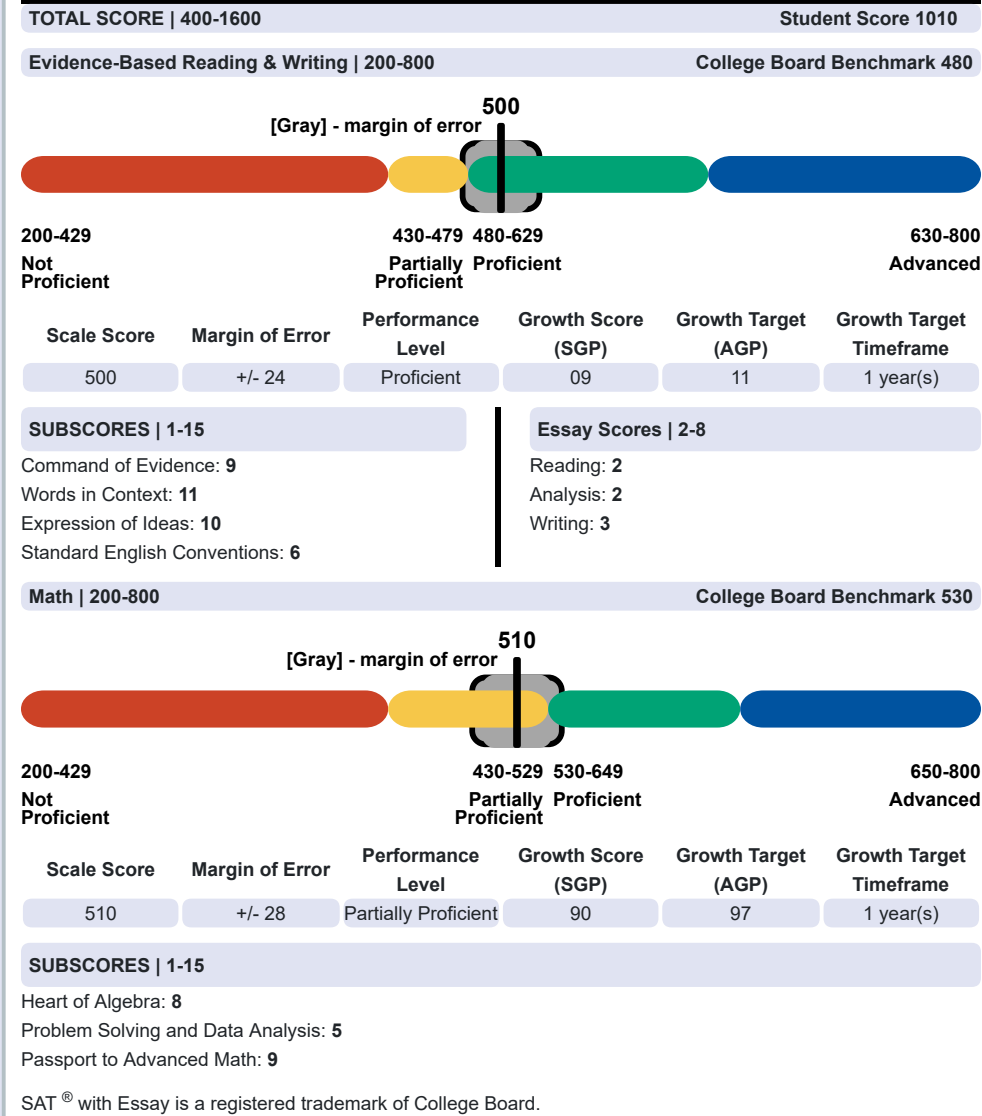 TOTAL SCORE | 400-1600 Student Score 1010
Evidence-Based Reading & Writing | 200-800 College Board Benchmark 480
500
[Gray] - margin of error
200-429 430-479 480-629 630-800
Not Partially Proficient Advanced
Proficient Proficient
Performance Growth Score Growth Target Growth Target
Scale Score Margin of Error
Level (SGP) (AGP) Timeframe
500 +/- 24 Proficient 09 11 1 year(s)
SUBSCORES | 1-15
Command of Evidence: 9
Words in Context: 11
Expression of Ideas: 10
Standard English Conventions: 6
Essay Scores | 2-8
Reading: 2
Analysis: 2
Writing: 3
Math | 200-800 College Board Benchmark 530
510
[Gray] - margin of error
200-429 430-529 530-649 650-800
Not Partially Proficient Advanced
Proficient Proficient
Performance Growth Score Growth Target Growth Target
Scale Score Margin of Error
Level (SGP) (AGP) Timeframe
510 +/- 28 Partially Proficient 90 97 1 year(s)
SUBSCORES | 1-15
Heart of Algebra: 8
Problem Solving and Data Analysis: 5
Passport to Advanced Math: 9
SAT ® with Essay is a registered trademark of College Board.